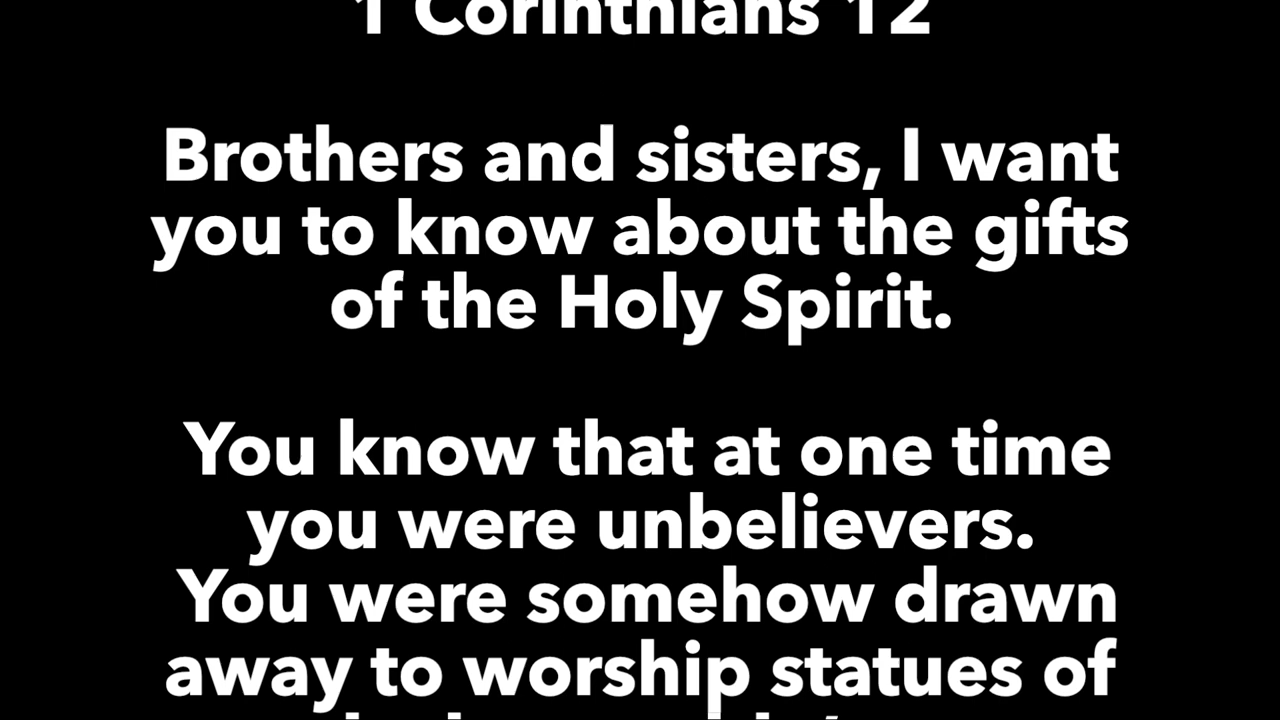 1 Corinthians 12
Brothers and sisters, I want
you to know about the gifts
of the Holy Spirit.
You know that at one time
you were unbelievers.
You were somehow drawn
away to worship statues of